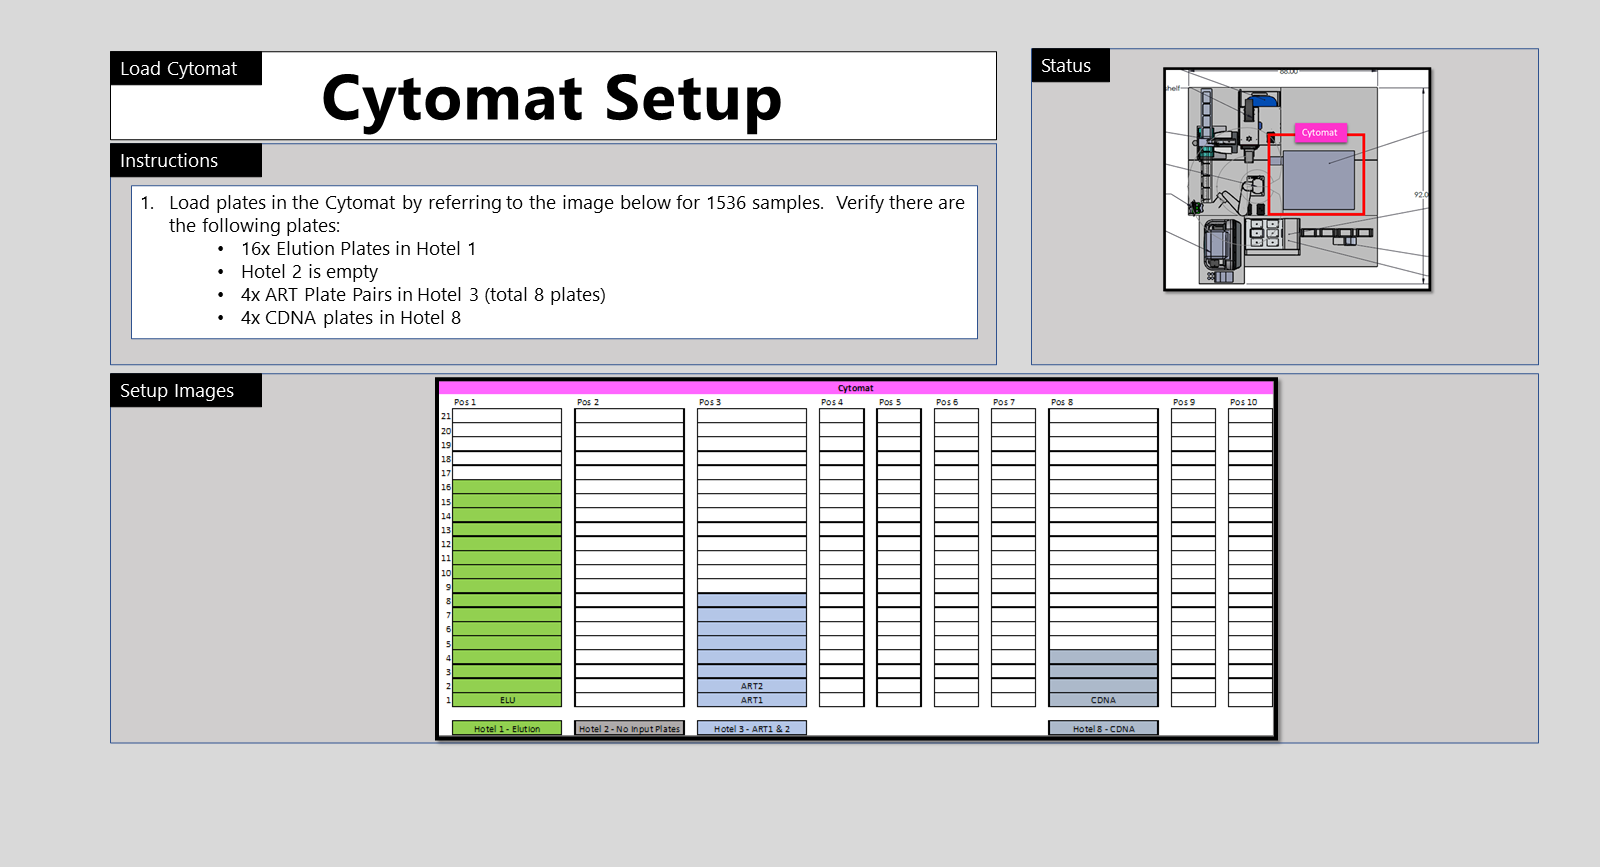 Load Cytomat
Cytomat Setup
Instructions
1. Load plates in the Cytomat by referring to the image below for 1536 samples. Verify there are
the following plates:
• 16x Elution Plates in Hotel 1
• Hotel 2 is empty
• 4x ART Plate Pairs in Hotel 3 (total 8 plates)
• 4x CDNA plates in Hotel 8
Status
Cytomat
Setup Images
Cytomat
Pos 1 Pos 2 Pos 3 Pos 4 Pos 5 Pos 6 Pos 7 Pos 8 Pos 9 Pos 10
21
20
19
18
17
16
15
14
13
12
11
10
9
8
7
6
5
4
3
2 ART2
1 ELU ART1 CDNA
Hotel 1 - Elution Hotel 2 - No Input Plates Hotel 3 - ART1 & 2 Hotel 8 - CDNA